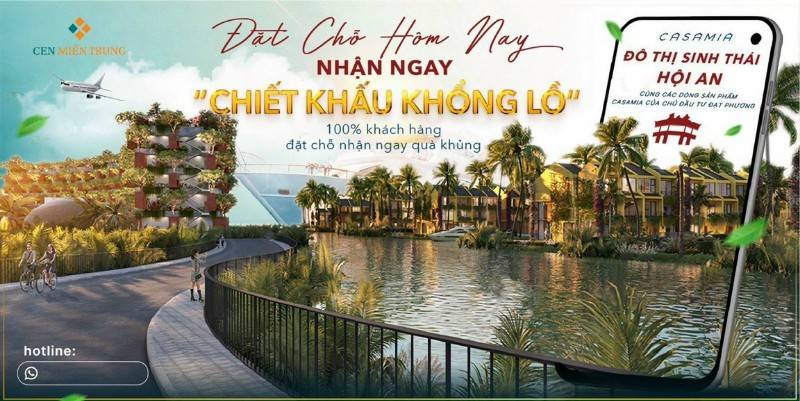 CEN MIỀN TRUNG
Đặt Chỗ Hôm Nay
NHẬN NGAY
"CHIẾT KHẤU KHỔNG LỒ"
100% khách hàng
đặt chỗ nhận ngay quà khủng
CASAMIA
ĐÔ THỊ SINH THÁI
HỘI AN
CÙNG CÁC DÒNG SẢN PHẨM
CASAMIA CỦA CHỦ ĐẦU TƯ ĐẠT PHƯƠNG
hotline: